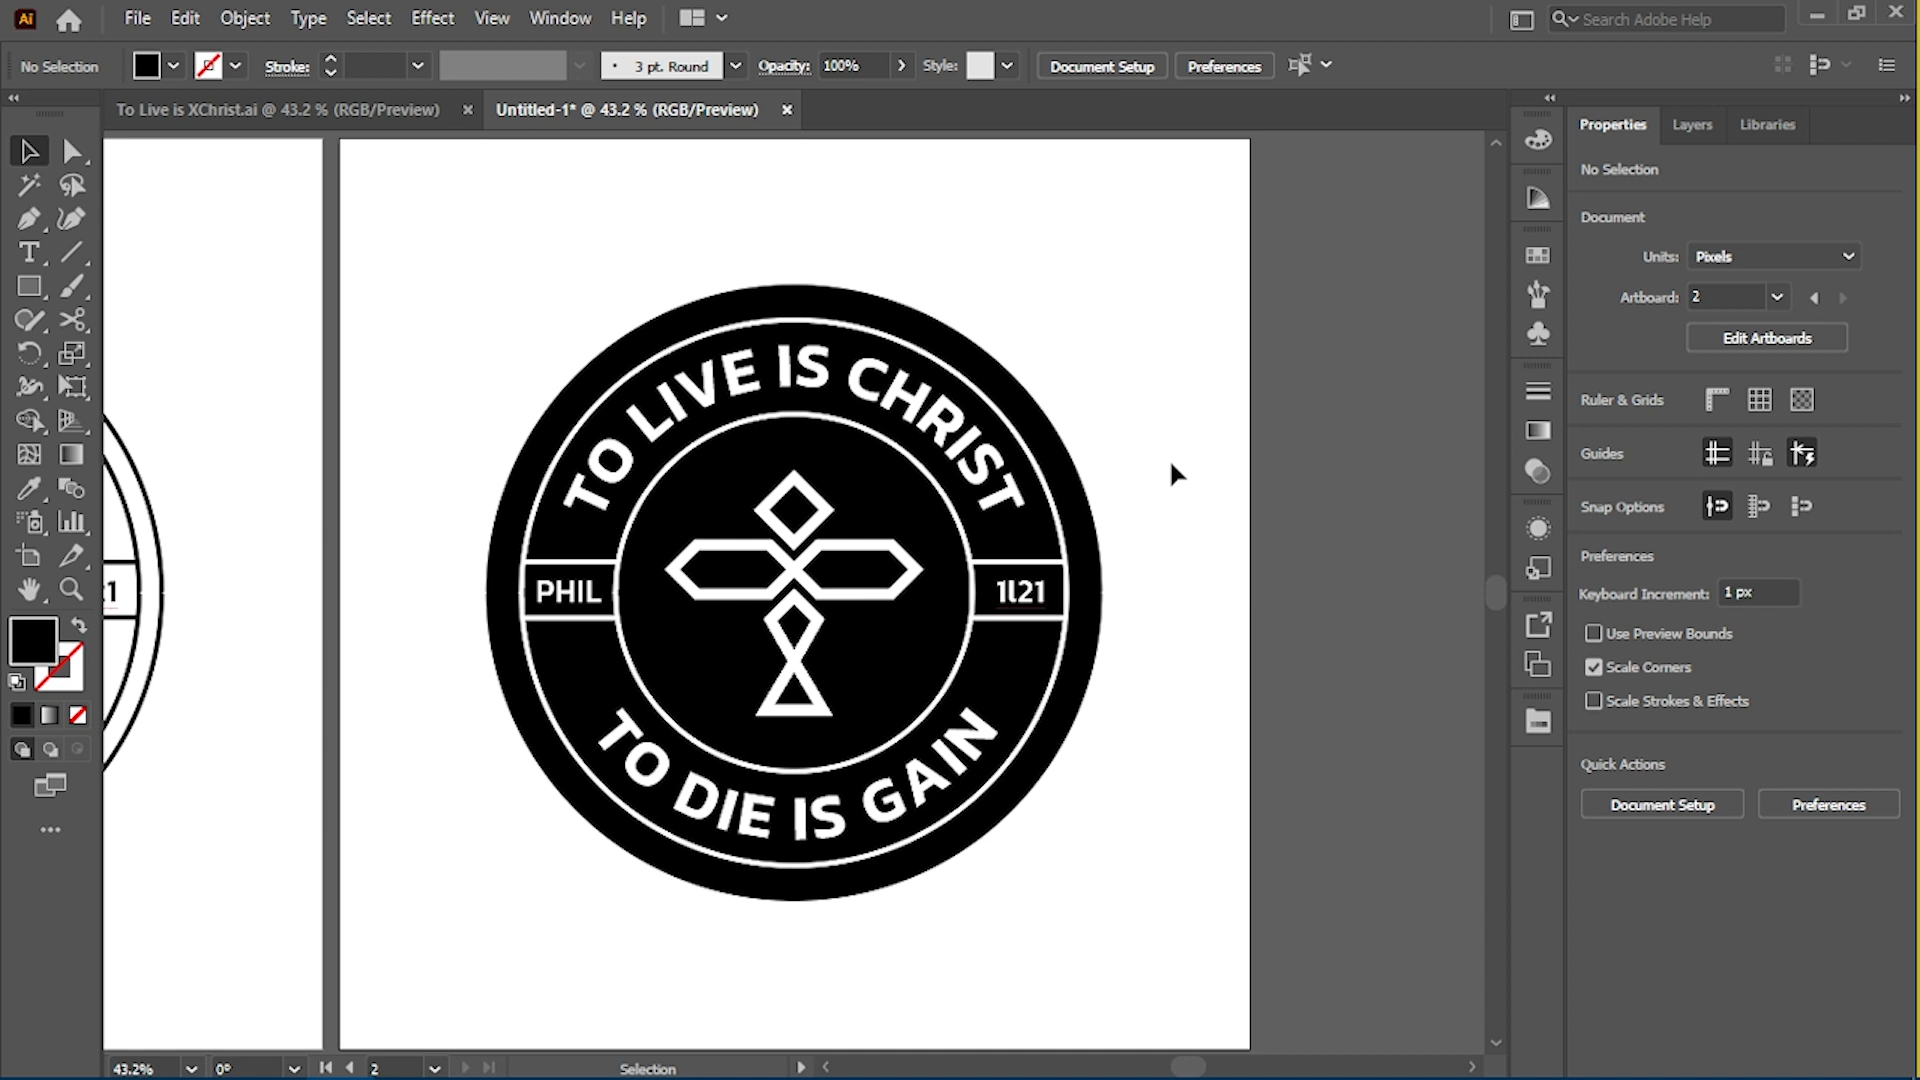 Ai File Edit Object Type Select Effect View Window Help Search Adobe Help
No Selection Stroke: 3 pt. Round Opacity: 100% Style: Document Setup Preferences
To Live is XChrist.ai @ 43.2 % (RGB/Preview) Untitled-1* @ 43.2 % (RGB/Preview)
Properties Layers Libraries
No Selection
Document
Units: Pixels
Artboard: 2
Edit Artboards
Ruler & Grids
Guides
Snap Options
Preferences
Keyboard Increment: 1 px
Use Preview Bounds
Scale Corners
Scale Strokes & Effects
Quick Actions
Document Setup Preferences
TO LIVE IS CHRIST
PHIL 1l21
TO DIE IS GAIN
:1
43.2% 0° 2 Selection